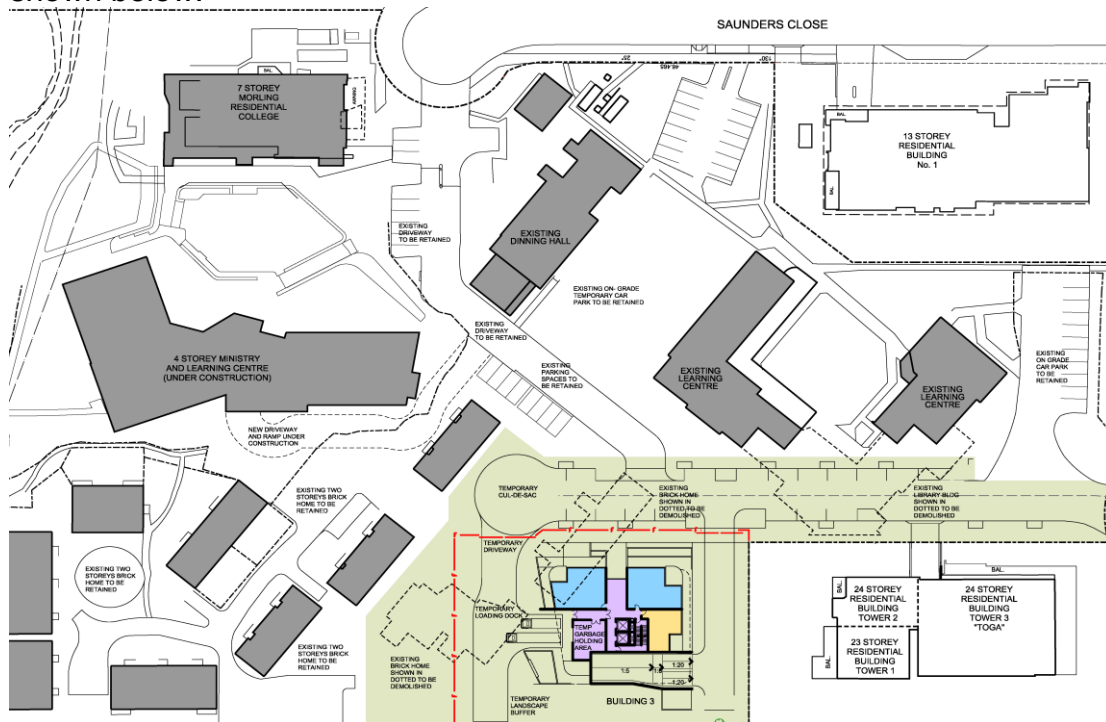 SAUNDERS CLOSE
130°
25°
46.465
BAL.
7 STOREY
MORLING
RESIDENTIAL
COLLEGE
AWNING
BAL.
13 STOREY
RESIDENTIAL
BUILDING
No. 1
BAL.
EXISTING
DRIVEWAY
TO BE RETAINED
EXISTING
DINNING HALL
EXISTING ON- GRADE
TEMPORARY CAR
PARK TO BE RETAINED
EXISTING
DRIVEWAY
TO BE RETAINED
4 STOREY MINISTRY
AND LEARNING CENTRE
(UNDER CONSTRUCTION)
EXISTING
PARKING
SPACES TO
BE RETAINED
EXISTING
LEARNING
CENTRE
EXISTING
LEARNING
CENTRE
EXISTING
ON GRADE
CAR PARK
TO BE
RETAINED
NEW DRIVEWAY
AND RAMP UNDER
CONSTRUCTION
EXISTING TWO
STOREYS BRICK
HOME TO BE
RETAINED
TEMPORARY
CUL-DE-SAC
EXISTING
BRICK HOME
SHOWN IN
DOTTED TO BE
DEMOLISHED
EXISTING
LIBRARY BLDG
SHOWN IN
DOTTED TO BE
DEMOLISHED
TEMPORARY
DRIVEWAY
EXISTING TWO
STOREYS BRICK
HOME TO BE
RETAINED
TEMPORARY
LOADING DOCK
TEMP
GARBAGE
HOLDING
AREA
BAL.
BAL.
24 STOREY
RESIDENTIAL
BUILDING
TOWER 2
24 STOREY
RESIDENTIAL
BUILDING
TOWER 3
"TOGA"
EXISTING TWO
STOREYS BRICK
HOME TO BE
RETAINED
EXISTING
BRICK HOME
SHOWN IN
DOTTED TO BE
DEMOLISHED
1:5
1:8
1:20
1:20
BAL.
23 STOREY
RESIDENTIAL
BUILDING
TOWER 1
TEMPORARY
LANDSCAPE
BUFFER
BUILDING 3